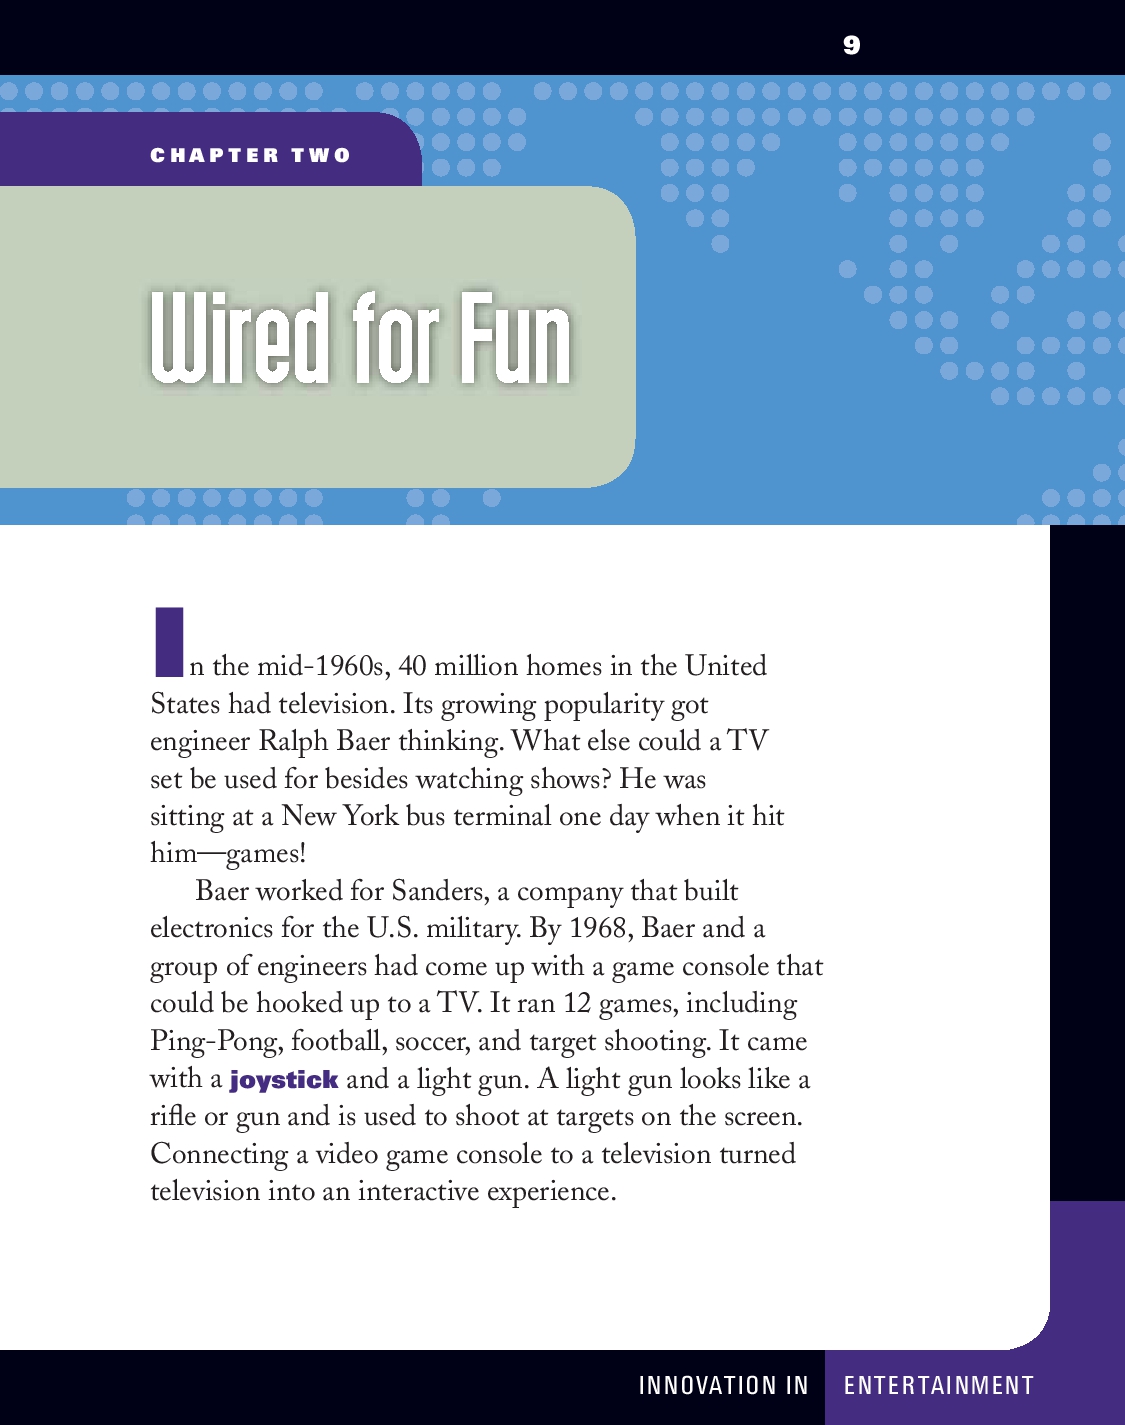 9
CHAPTER TWO
Wired for Fun
In the mid-1960s, 40 million homes in the United
States had television. Its growing popularity got
engineer Ralph Baer thinking. What else could a TV
set be used for besides watching shows? He was
sitting at a New York bus terminal one day when it hit
him—games!
Baer worked for Sanders, a company that built
electronics for the U.S. military. By 1968, Baer and a
group of engineers had come up with a game console that
could be hooked up to a TV. It ran 12 games, including
Ping-Pong, football, soccer, and target shooting. It came
with a joystick and a light gun. A light gun looks like a
rifle or gun and is used to shoot at targets on the screen.
Connecting a video game console to a television turned
television into an interactive experience.
INNOVATION IN ENTERTAINMENT